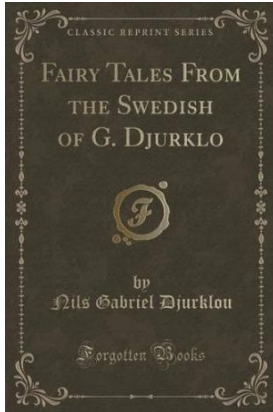 CLASSIC REPRINT SERIES
FAIRY TALES FROM
THE SWEDISH
OF G. DJURKLO
F
by
Nils Gabriel Djurklou
Forgotten Books